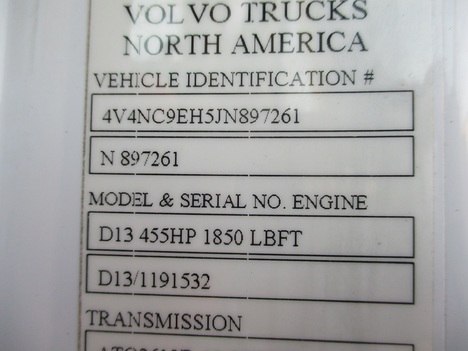 VOLVO TRUCKS
NORTH AMERICA
VEHICLE IDENTIFICATION #
4V4NC9EH5JN897261
N 897261
MODEL & SERIAL NO. ENGINE
D13 455HP 1850 LBFT
D13/1191532
TRANSMISSION